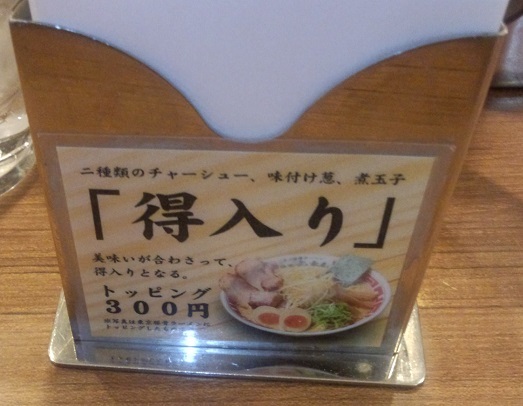 二種類のチャーシュー、味付け葱、煮玉子
「得入り」
美味いが合わさって、
得入りとなる。
トッピング
300円